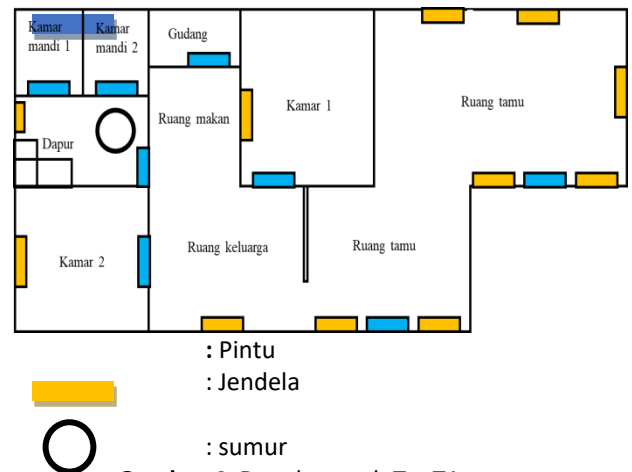 Kamar
mandi 1
Kamar
mandi 2
Gudang
Ruang makan
Kamar 1
Ruang tamu
Dapur
Kamar 2
Ruang keluarga
Ruang tamu
: Pintu
: Jendela
: sumur